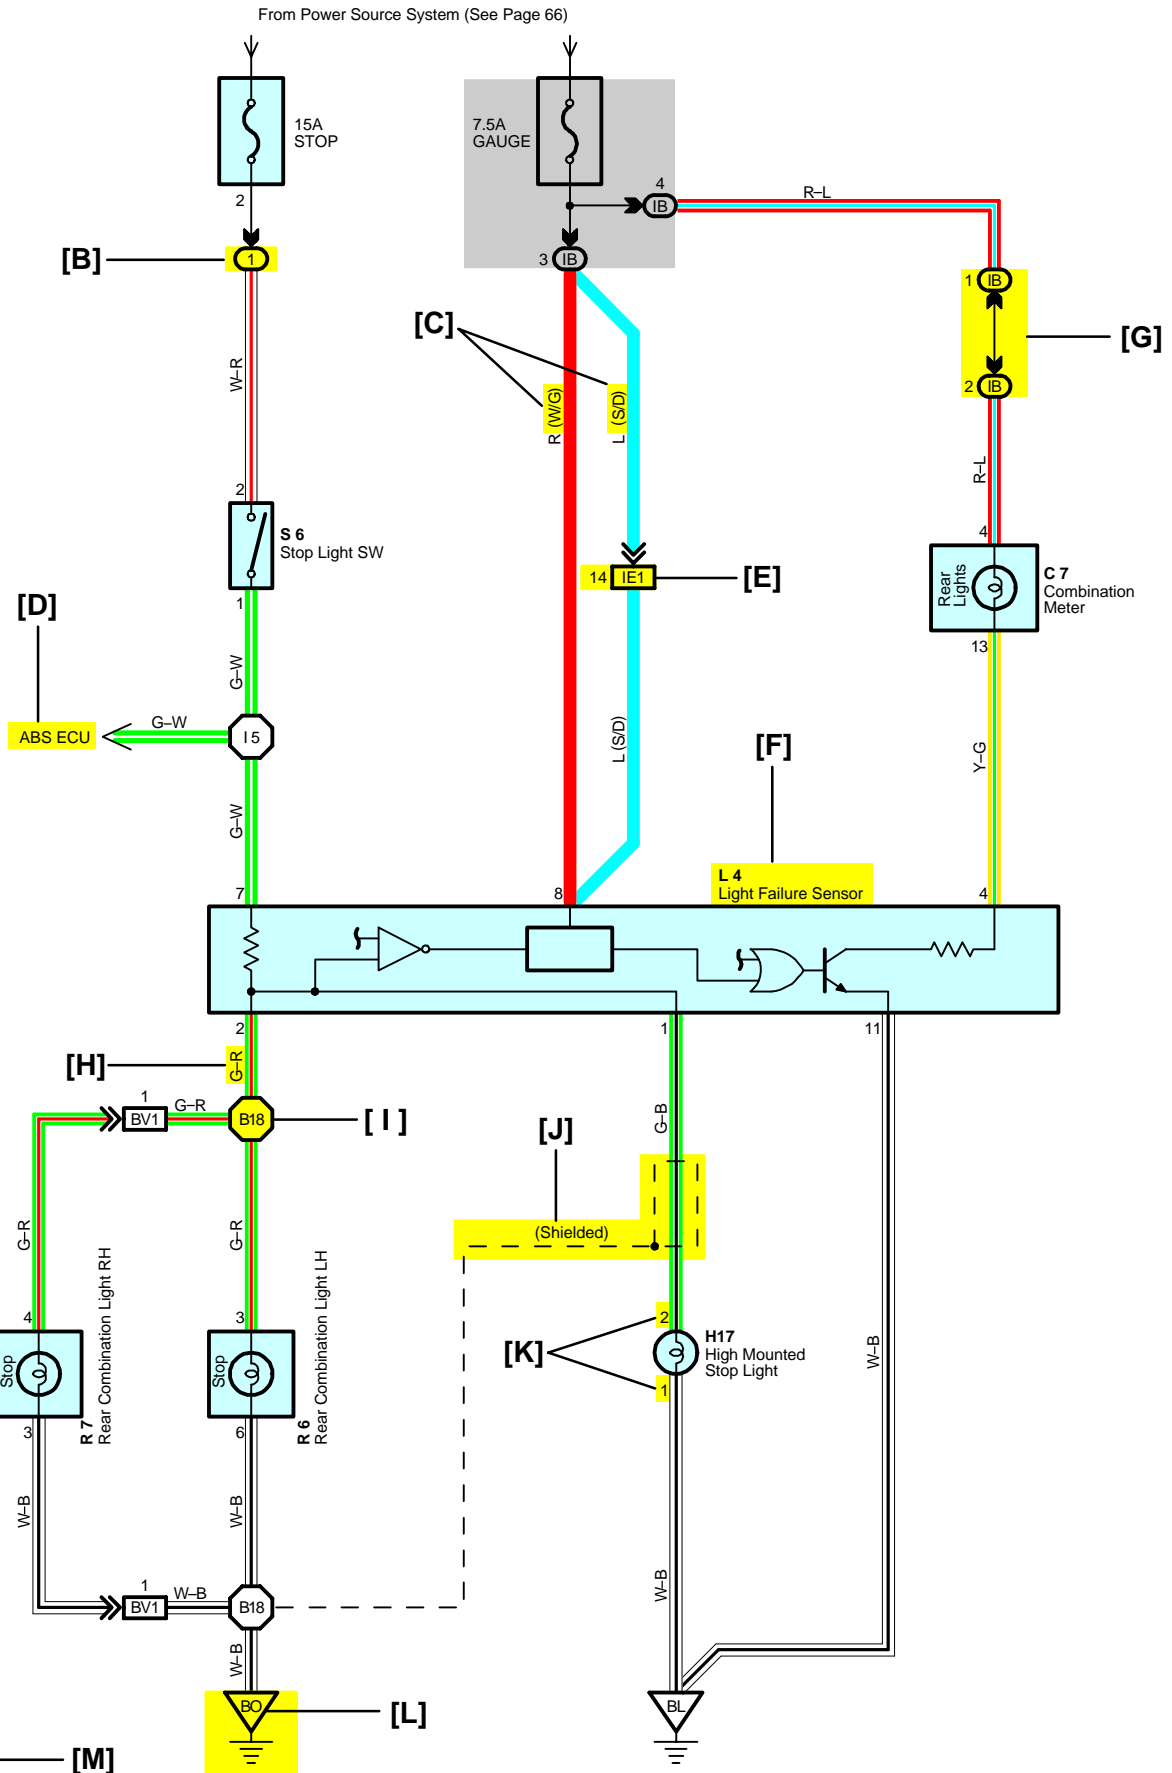 From Power Source System (See Page 66)
15A
STOP
2
7.5A
GAUGE
4
IB
R–L
[B]
1
3
IB
1
IB
[G]
[C]
2
IB
W–R
R (W/G)
L (S/D)
R–L
2
S 6
Stop Light SW
1
4
Rear
Lights
C 7
Combination
Meter
13
14
IE1
[E]
[D]
G–W
ABS ECU
G–W
I 5
L (S/D)
Y–G
[F]
G–W
7
8
L 4
Light Failure Sensor
4
2
1
11
[H]
G–R
1
BV1
G–R
B18
[ I ]
G–B
[J]
(Shielded)
G–R
G–R
4
Stop
3
R 7
Rear Combination Light RH
3
Stop
6
R 6
Rear Combination Light LH
[K]
2
H17
High Mounted
Stop Light
1
W–B
W–B
W–B
W–B
1
BV1
W–B
B18
W–B
BO
[L]
BL
[M]